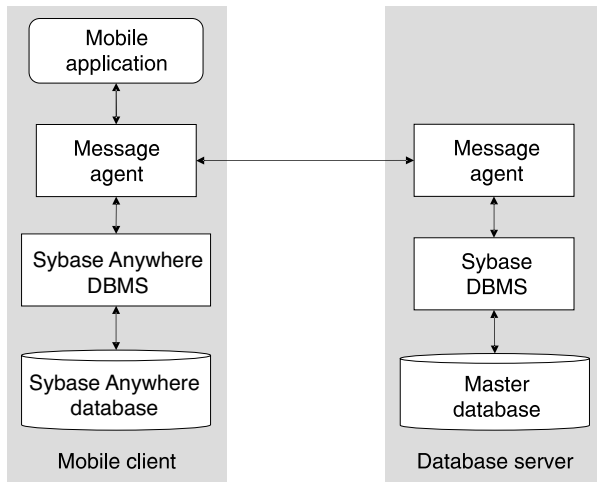 Mobile
application
Message
agent
Sybase Anywhere
DBMS
Sybase Anywhere
database
Mobile client
Message
agent
Sybase
DBMS
Master
database
Database server